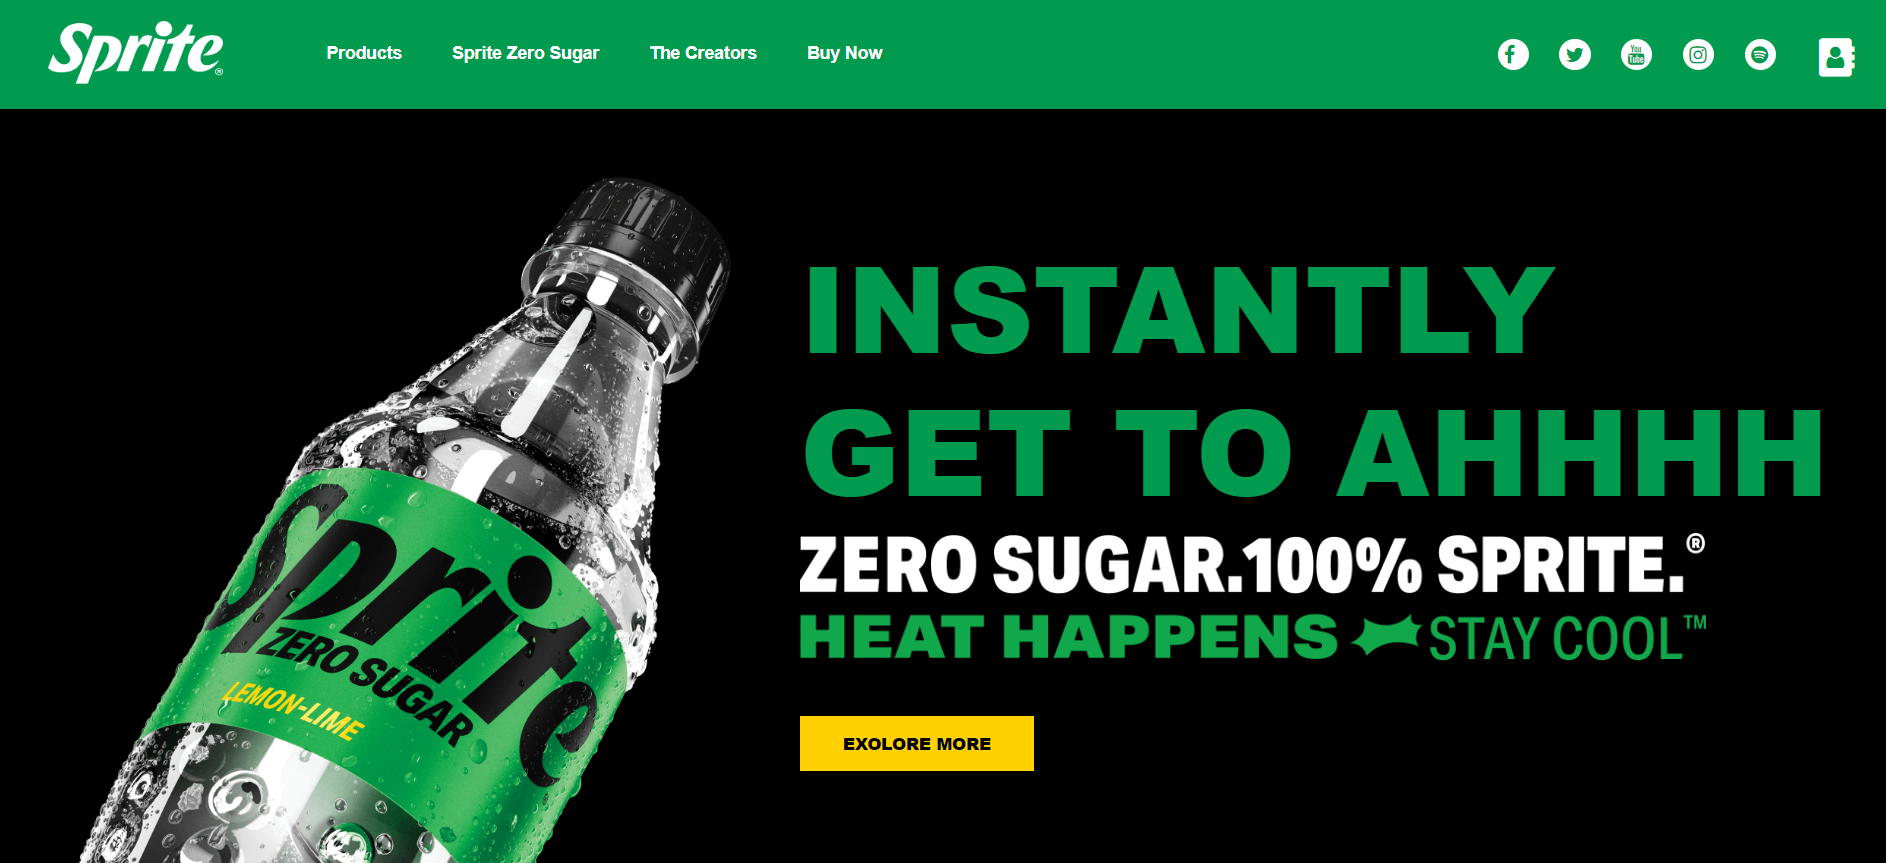 Sprite®
Products
Sprite Zero Sugar
The Creators
Buy Now
You
Tube
INSTANTLY
GET TO AHHHH
ZERO SUGAR.100% SPRITE.®
HEAT HAPPENS STAY COOL™
EXOLORE MORE
Sprite
ZERO SUGAR
LEMON-LIME